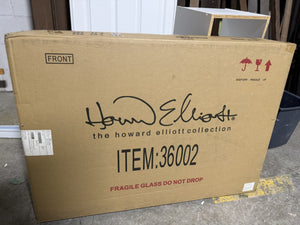 FRONT
Howard Elliott
the howard elliott collection
ITEM:36002
FRAGILE GLASS DO NOT DROP